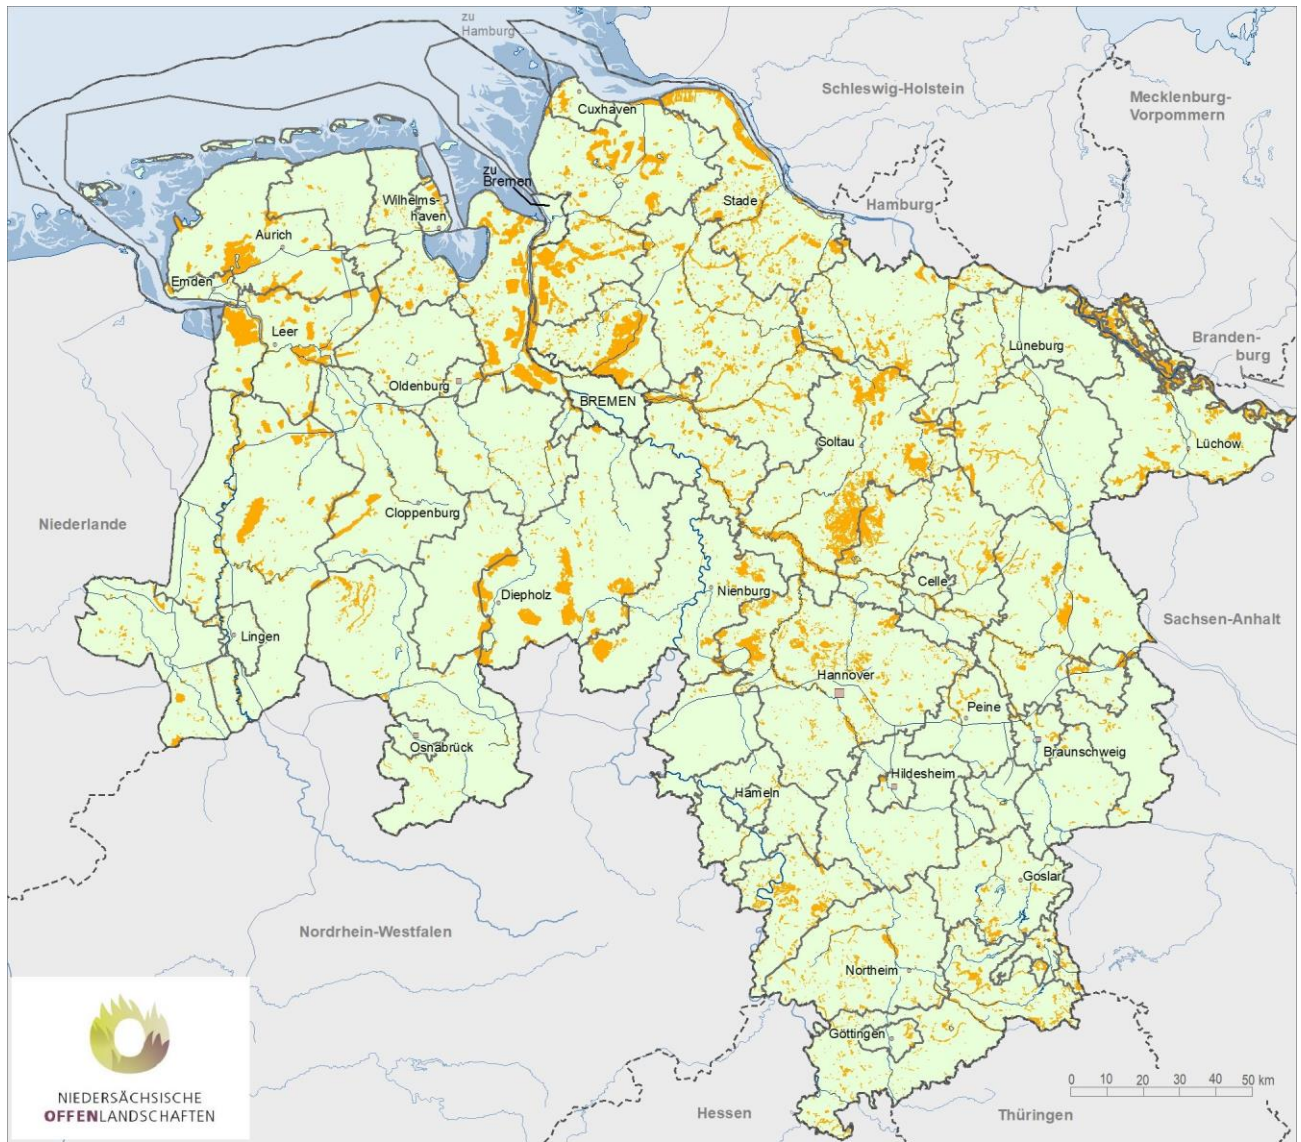 zu
Hamburg
Schleswig-Holstein
Mecklenburg-
Vorpommern
Cuxhaven
zu
Bremen
Wilhelms-
haven
Stade
Hamburg
Aurich
Emden
Leer
Lüneburg
Branden-
burg
Oldenburg
BREMEN
Soltau
Lüchow
Niederlande
Cloppenburg
Celle
Diepholz
Nienburg
Sachsen-Anhalt
Lingen
Hannover
Peine
Osnabrück
Braunschweig
Hildesheim
Hameln
Goslar
Nordrhein-Westfalen
Northeim
Göttingen
NIEDERSÄCHSISCHE
OFFENLANDSCHAFTEN
0 10 20 30 40 50 km
Hessen
Thüringen